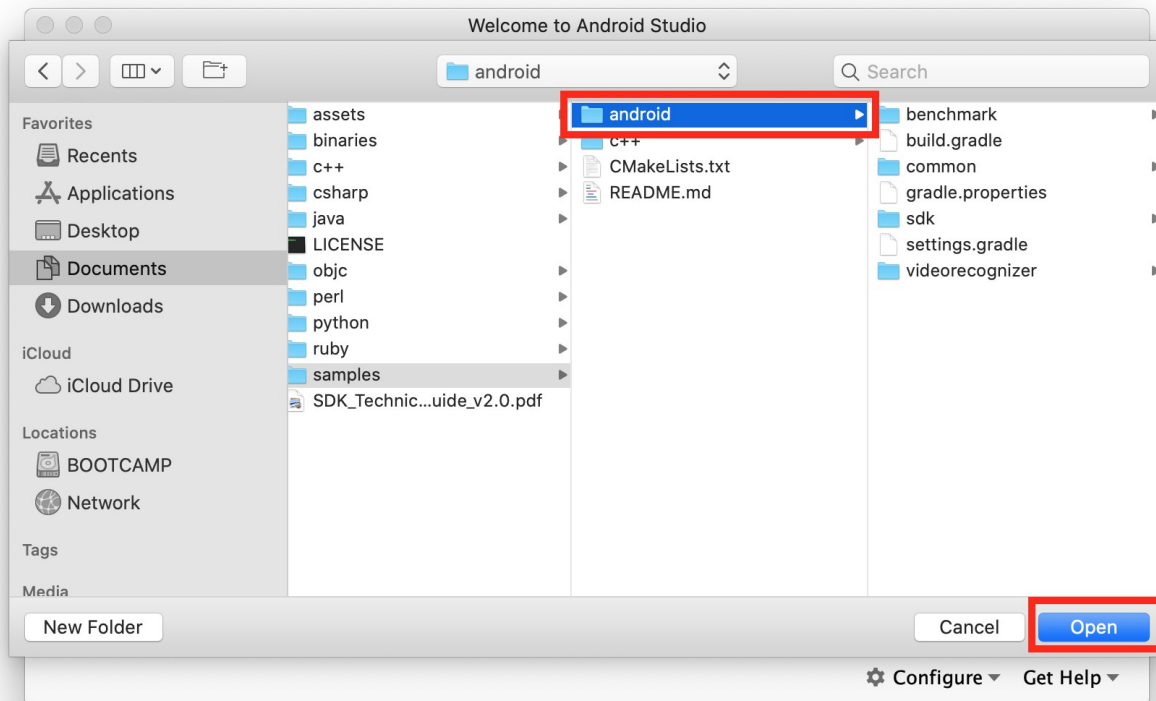 Welcome to Android Studio
android
Search
Favorites
Recents
Applications
Desktop
Documents
Downloads
iCloud
iCloud Drive
Locations
BOOTCAMP
Network
Tags
Media
assets
binaries
c++
csharp
java
LICENSE
objc
perl
python
ruby
samples
SDK_Technic...uide_v2.0.pdf
android
c++
CMakeLists.txt
README.md
benchmark
build.gradle
common
gradle.properties
sdk
settings.gradle
videorecognizer
New Folder
Cancel
Open
Configure
Get Help